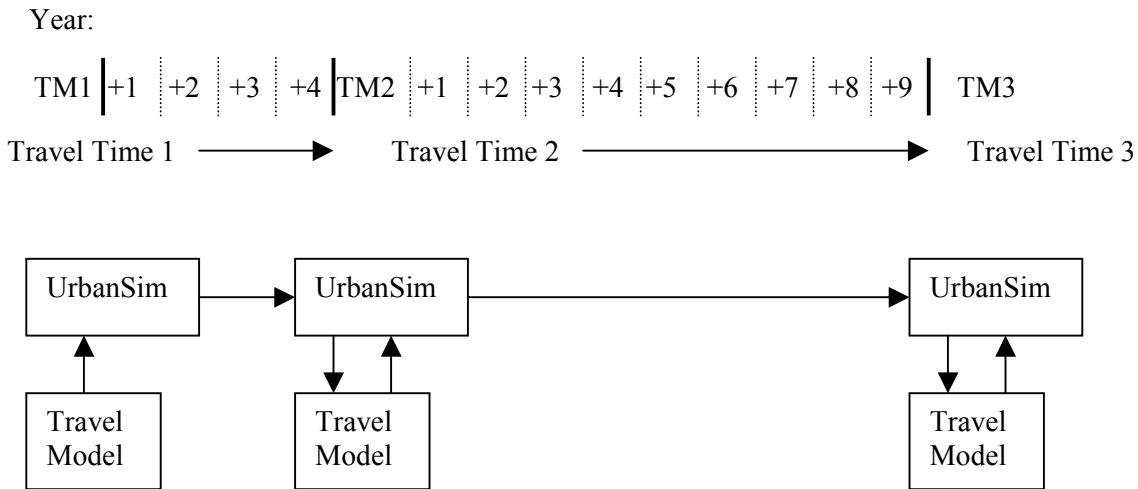 Year:
TM1 +1 +2 +3 +4 TM2 +1 +2 +3 +4 +5 +6 +7 +8 +9 TM3
Travel Time 1 Travel Time 2 Travel Time 3
UrbanSim UrbanSim UrbanSim
Travel Model Travel Model Travel Model